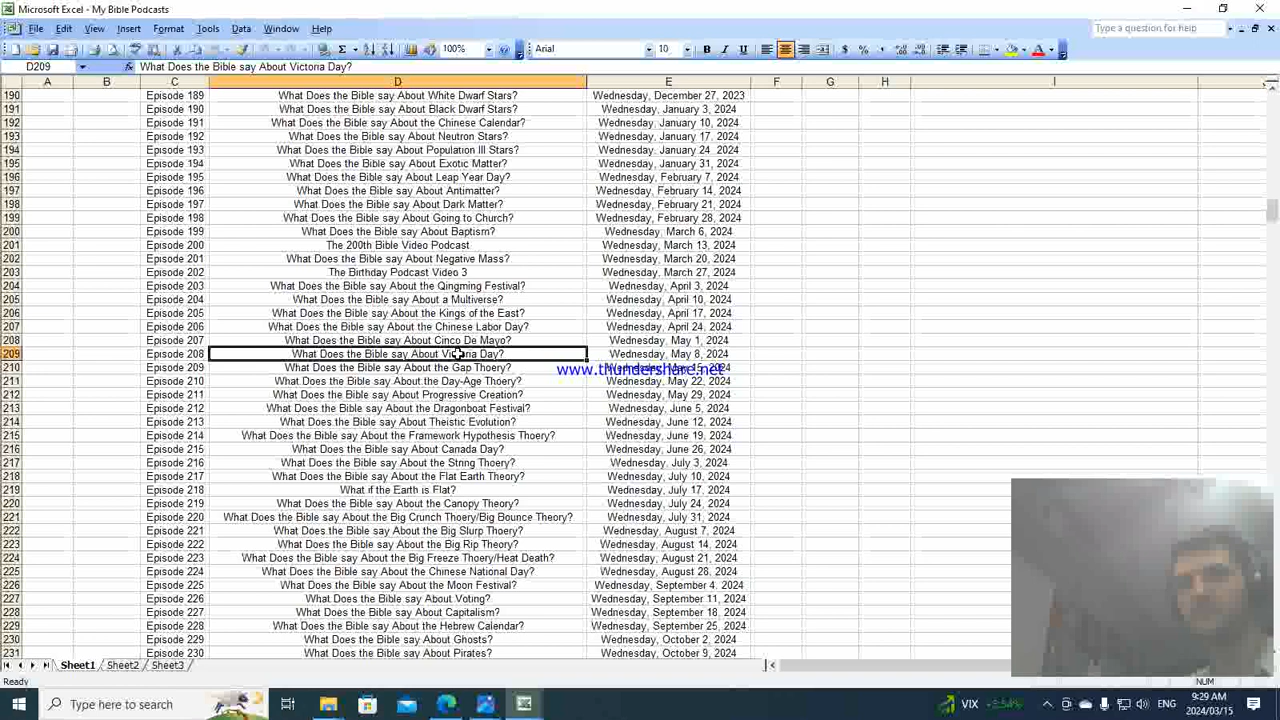 Microsoft Excel - My Bible Podcasts
File Edit View Insert Format Tools Data Window Help Type a question for help
100% Arial 10
D209 fx What Does the Bible say About Victoria Day?
A B C D E F G H I
190 Episode 189 What Does the Bible say About White Dwarf Stars? Wednesday, December 27, 2023
191 Episode 190 What Does the Bible say About Black Dwarf Stars? Wednesday, January 3, 2024
192 Episode 191 What Does the Bible say About the Chinese Calendar? Wednesday, January 10, 2024
193 Episode 192 What Does the Bible say About Neutron Stars? Wednesday, January 17, 2024
194 Episode 193 What Does the Bible say About Population III Stars? Wednesday, January 24, 2024
195 Episode 194 What Does the Bible say About Exotic Matter? Wednesday, January 31, 2024
196 Episode 195 What Does the Bible say About Leap Year Day? Wednesday, February 7, 2024
197 Episode 196 What Does the Bible say About Antimatter? Wednesday, February 14, 2024
198 Episode 197 What Does the Bible say About Dark Matter? Wednesday, February 21, 2024
199 Episode 198 What Does the Bible say About Going to Church? Wednesday, February 28, 2024
200 Episode 199 What Does the Bible say About Baptism? Wednesday, March 6, 2024
201 Episode 200 The 200th Bible Video Podcast Wednesday, March 13, 2024
202 Episode 201 What Does the Bible say About Negative Mass? Wednesday, March 20, 2024
203 Episode 202 The Birthday Podcast Video 3 Wednesday, March 27, 2024
204 Episode 203 What Does the Bible say About the Qingming Festival? Wednesday, April 3, 2024
205 Episode 204 What Does the Bible say About a Multiverse? Wednesday, April 10, 2024
206 Episode 205 What Does the Bible say About the Kings of the East? Wednesday, April 17, 2024
207 Episode 206 What Does the Bible say About the Chinese Labor Day? Wednesday, April 24, 2024
208 Episode 207 What Does the Bible say About Cinco De Mayo? Wednesday, May 1, 2024
209 Episode 208 What Does the Bible say About Victoria Day? Wednesday, May 8, 2024
210 Episode 209 What Does the Bible say About the Gap Thoery? Wednesday, May 15, 2024
www.thundershare.net
211 Episode 210 What Does the Bible say About the Day-Age Thoery? Wednesday, May 22, 2024
212 Episode 211 What Does the Bible say About Progressive Creation? Wednesday, May 29, 2024
213 Episode 212 What Does the Bible say About the Dragonboat Festival? Wednesday, June 5, 2024
214 Episode 213 What Does the Bible say About Theistic Evolution? Wednesday, June 12, 2024
215 Episode 214 What Does the Bible say About the Framework Hypothesis Thoery? Wednesday, June 19, 2024
216 Episode 215 What Does the Bible say About Canada Day? Wednesday, June 26, 2024
217 Episode 216 What Does the Bible say About the String Thoery? Wednesday, July 3, 2024
218 Episode 217 What Does the Bible say About the Flat Earth Theory? Wednesday, July 10, 2024
219 Episode 218 What if the Earth is Flat? Wednesday, July 17, 2024
220 Episode 219 What Does the Bible say About the Canopy Theory? Wednesday, July 24, 2024
221 Episode 220 What Does the Bible say About the Big Crunch Thoery/Big Bounce Theory? Wednesday, July 31, 2024
222 Episode 221 What Does the Bible say About the Big Slurp Thoery? Wednesday, August 7, 2024
223 Episode 222 What Does the Bible say About the Big Rip Theory? Wednesday, August 14, 2024
224 Episode 223 What Does the Bible say About the Big Freeze Thoery/Heat Death? Wednesday, August 21, 2024
225 Episode 224 What Does the Bible say About the Chinese National Day? Wednesday, August 28, 2024
226 Episode 225 What Does the Bible say About the Moon Festival? Wednesday, September 4, 2024
227 Episode 226 What Does the Bible say About Voting? Wednesday, September 11, 2024
228 Episode 227 What Does the Bible say About Capitalism? Wednesday, September 18, 2024
229 Episode 228 What Does the Bible say About the Hebrew Calendar? Wednesday, September 25, 2024
230 Episode 229 What Does the Bible say About Ghosts? Wednesday, October 2, 2024
231 Episode 230 What Does the Bible say About Pirates? Wednesday, October 9, 2024
Sheet1 Sheet2 Sheet3
Ready NUM
Type here to search VIX -2.54% ENG 9:29 AM
2024/03/15